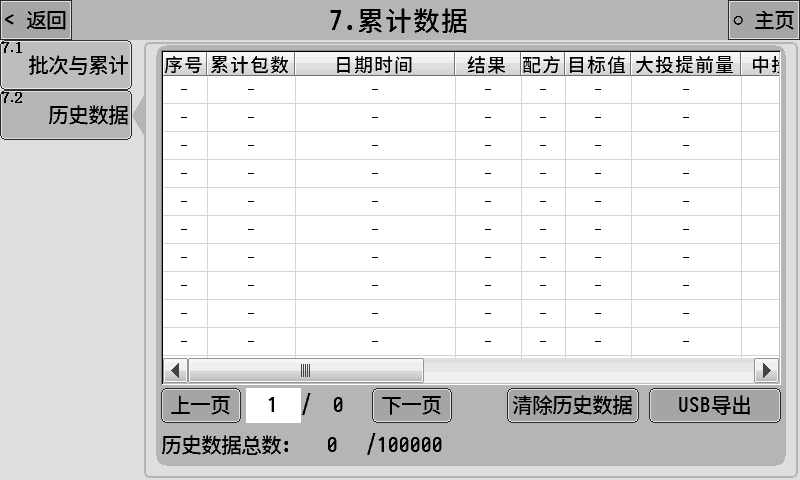 < 返回
7.累计数据
○ 主页
7.1
批次与累计
7.2
历史数据
序号 累计包数 日期时间 结果 配方 目标值 大投提前量 中
- - - - - - -
- - - - - - -
- - - - - - -
- - - - - - -
- - - - - - -
- - - - - - -
- - - - - - -
- - - - - - -
- - - - - - -
- - - - - - -
上一页 1 / 0 下一页 清除历史数据 USB导出
历史数据总数: 0 /100000